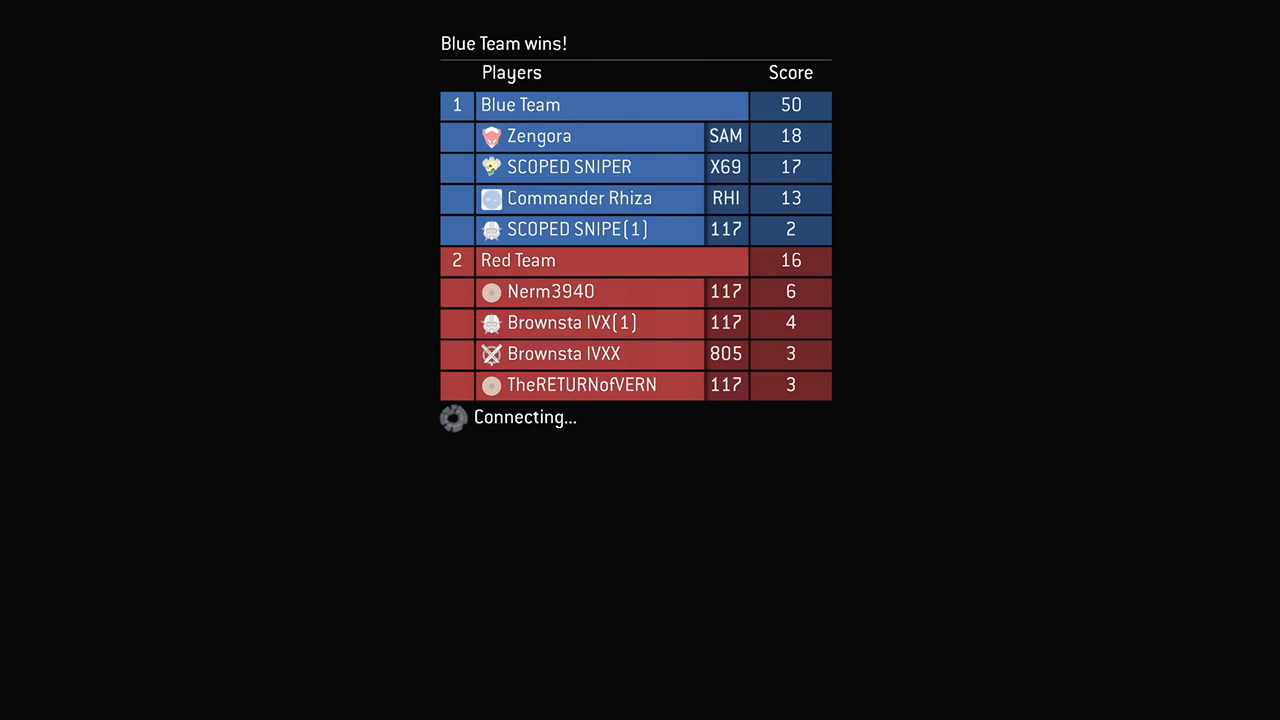 Blue Team wins!
Players Score
1 Blue Team 50
Zengora SAM 18
SCOPED SNIPER X69 17
Commander Rhiza RHI 13
SCOPED SNIPE(1) 117 2
2 Red Team 16
Nerm3940 117 6
Brownsta IVX(1) 117 4
Brownsta IVXX 805 3
TheRETURNofVERN 117 3
Connecting...